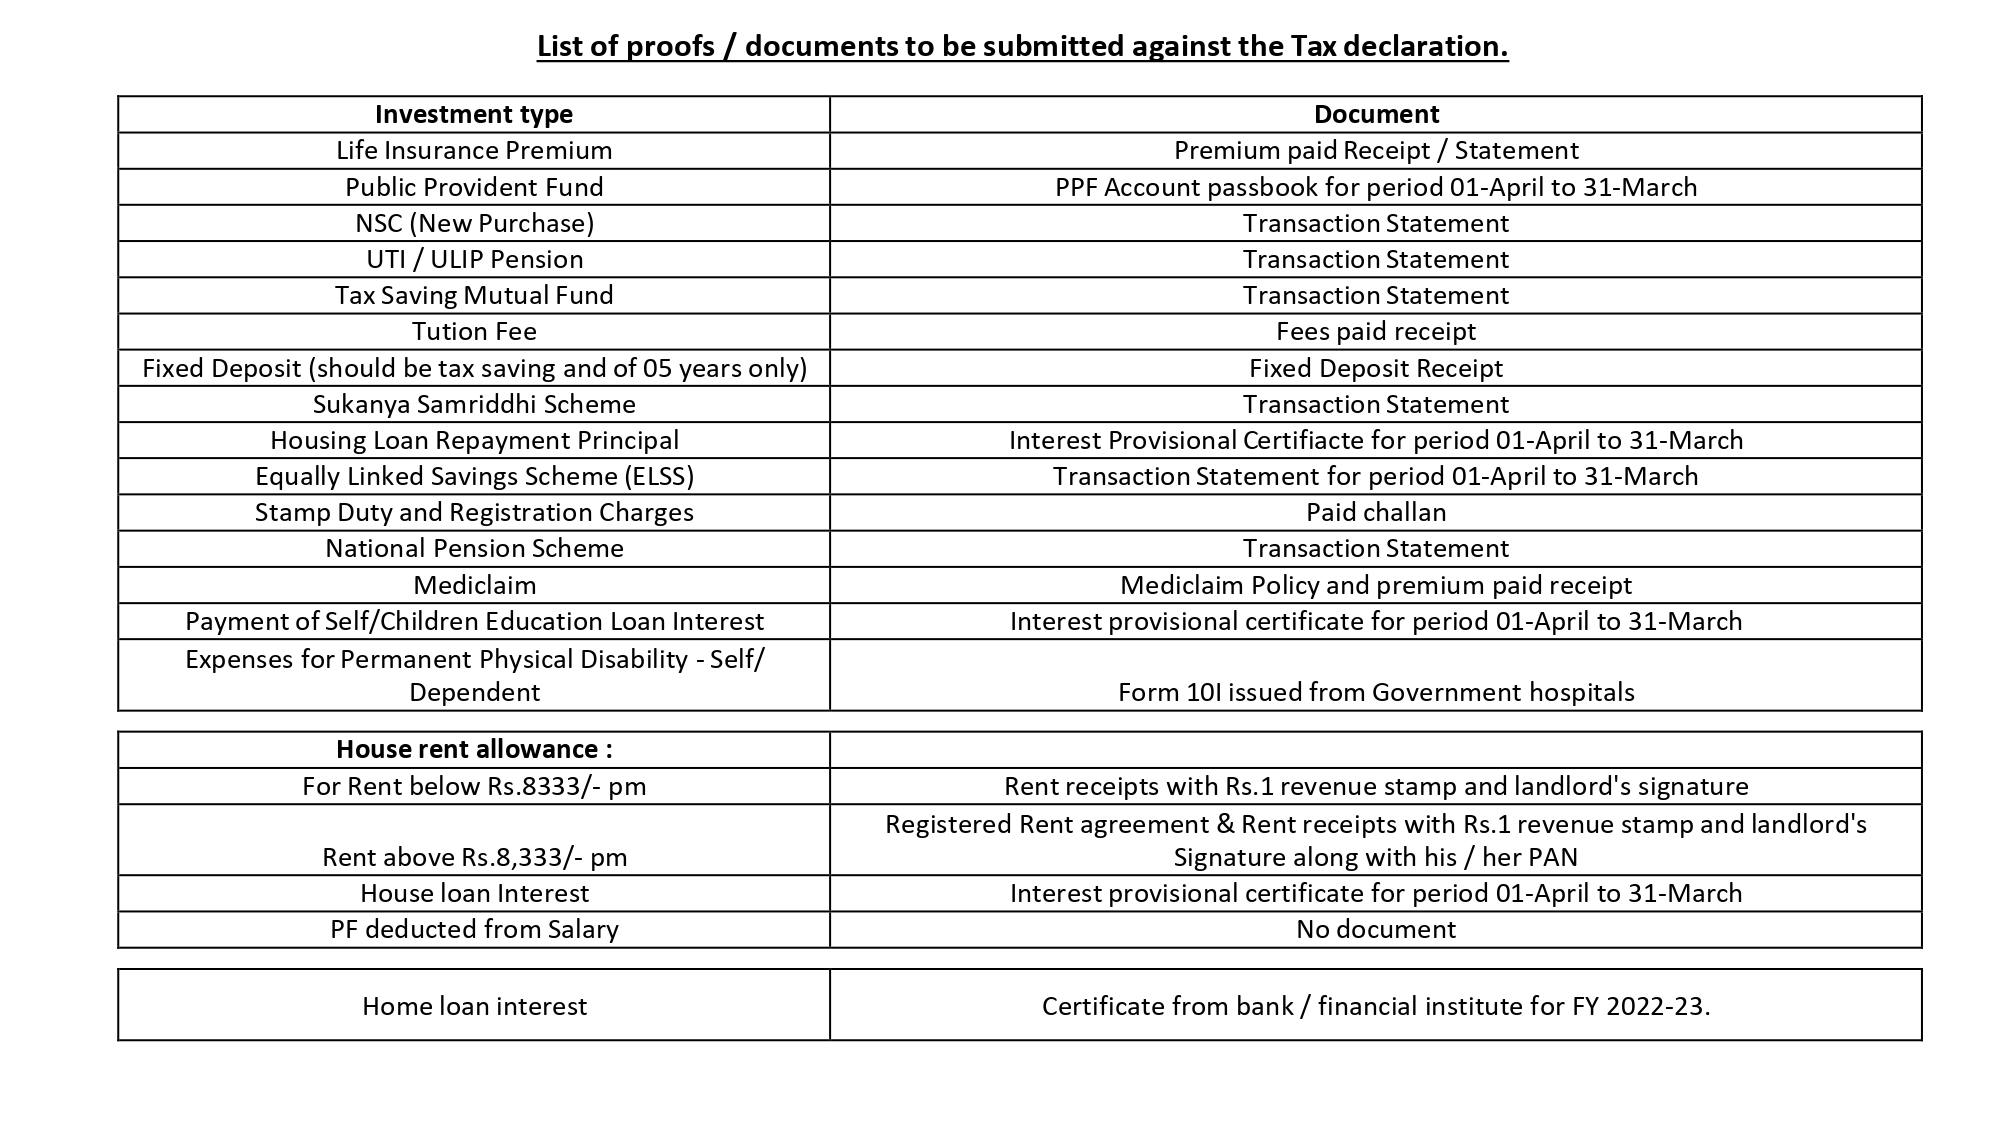 List of proofs / documents to be submitted against the Tax declaration.
Investment type Document
Life Insurance Premium Premium paid Receipt / Statement
Public Provident Fund PPF Account passbook for period 01-April to 31-March
NSC (New Purchase) Transaction Statement
UTI / ULIP Pension Transaction Statement
Tax Saving Mutual Fund Transaction Statement
Tution Fee Fees paid receipt
Fixed Deposit (should be tax saving and of 05 years only) Fixed Deposit Receipt
Sukanya Samriddhi Scheme Transaction Statement
Housing Loan Repayment Principal Interest Provisional Certifiacte for period 01-April to 31-March
Equally Linked Savings Scheme (ELSS) Transaction Statement for period 01-April to 31-March
Stamp Duty and Registration Charges Paid challan
National Pension Scheme Transaction Statement
Mediclaim Mediclaim Policy and premium paid receipt
Payment of Self/Children Education Loan Interest Interest provisional certificate for period 01-April to 31-March
Expenses for Permanent Physical Disability - Self/
Dependent Form 10I issued from Government hospitals
House rent allowance :
For Rent below Rs.8333/- pm Rent receipts with Rs.1 revenue stamp and landlord's signature
Registered Rent agreement & Rent receipts with Rs.1 revenue stamp and landlord's
Rent above Rs.8,333/- pm Signature along with his / her PAN
House loan Interest Interest provisional certificate for period 01-April to 31-March
PF deducted from Salary No document
Home loan interest Certificate from bank / financial institute for FY 2022-23.